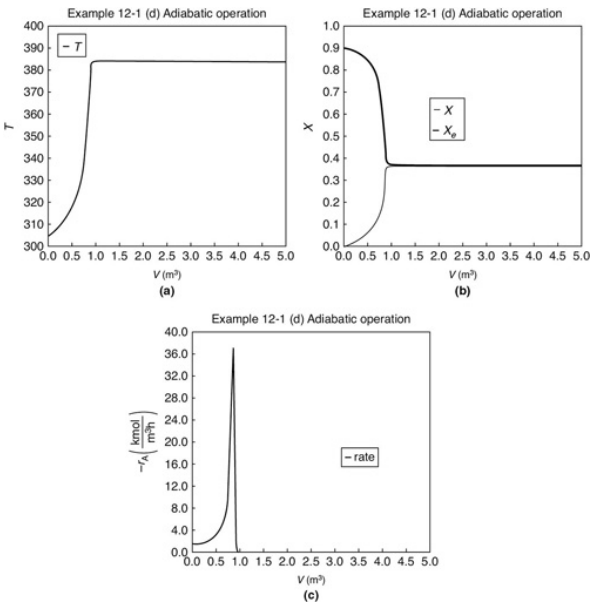 Example 12-1 (d) Adiabatic operation
400
390
380
370
360
350
340
330
320
310
300
T
– T
0.0 0.5 1.0 1.5 2.0 2.5 3.0 3.5 4.0 4.5 5.0
V (m³)
(a)
Example 12-1 (d) Adiabatic operation
1.0
0.9
0.8
0.7
0.6
0.5
0.4
0.3
0.2
0.1
0.0
X
– X
– Xₑ
0.0 0.5 1.0 1.5 2.0 2.5 3.0 3.5 4.0 4.5 5.0
V (m³)
(b)
Example 12-1 (d) Adiabatic operation
40.0
36.0
32.0
28.0
24.0
20.0
16.0
12.0
8.0
4.0
0.0
–rA (kmol/m³h)
– rate
0.0 0.5 1.0 1.5 2.0 2.5 3.0 3.5 4.0 4.5 5.0
V (m³)
(c)